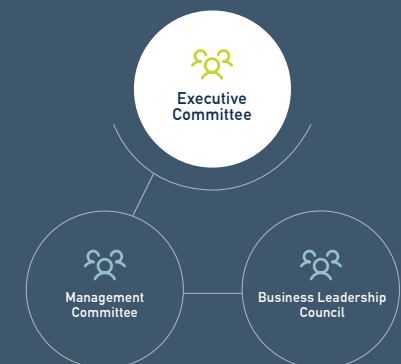 Executive
Committee
Management
Committee
Business Leadership
Council